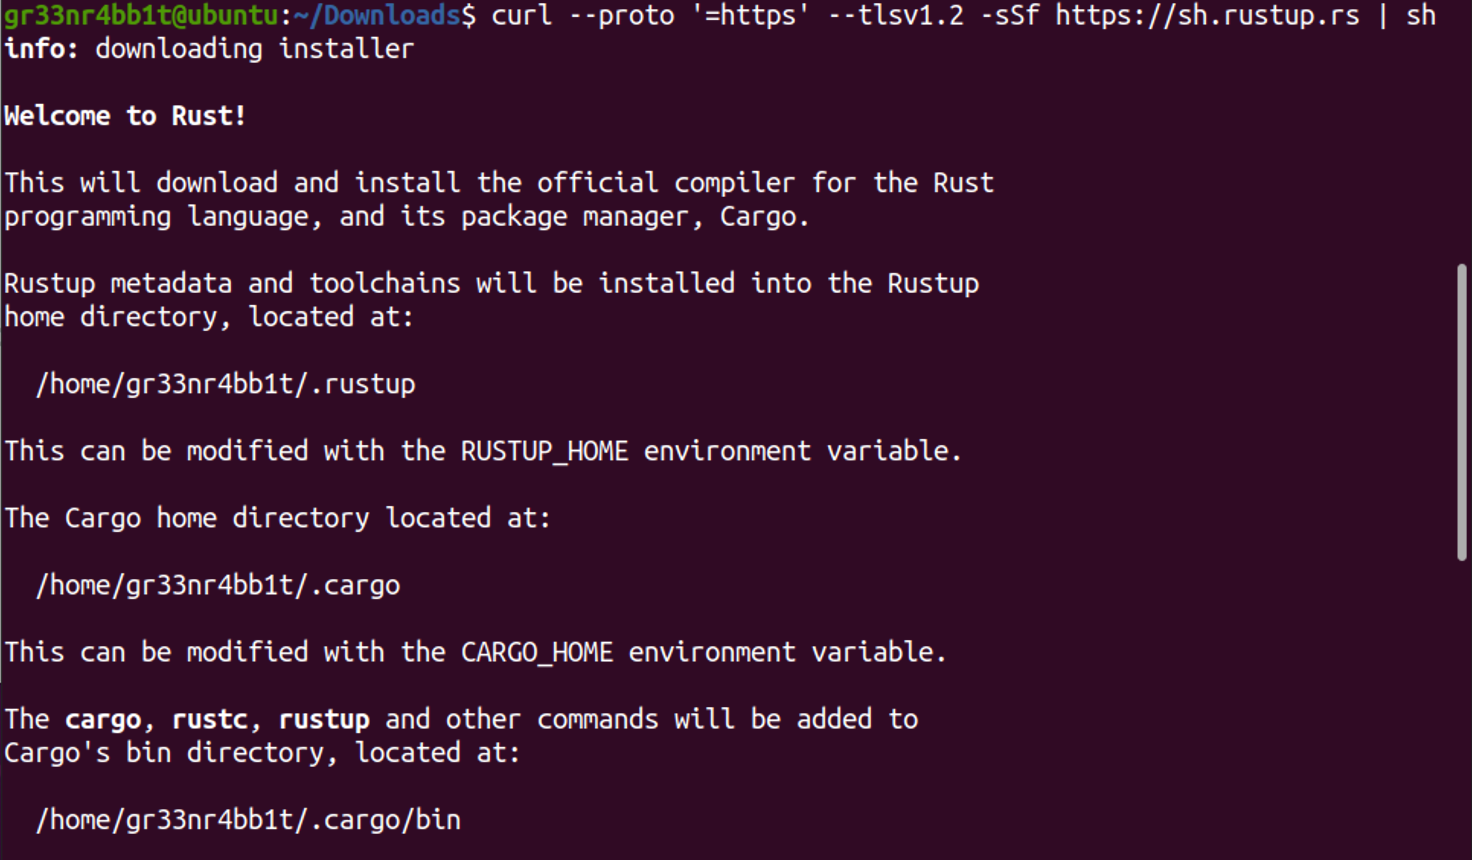 gr33nr4bb1t@ubuntu:~/Downloads$ curl --proto '=https' --tlsv1.2 -sSf https://sh.rustup.rs | sh
info: downloading installer
Welcome to Rust!
This will download and install the official compiler for the Rust
programming language, and its package manager, Cargo.
Rustup metadata and toolchains will be installed into the Rustup
home directory, located at:
/home/gr33nr4bb1t/.rustup
This can be modified with the RUSTUP_HOME environment variable.
The Cargo home directory located at:
/home/gr33nr4bb1t/.cargo
This can be modified with the CARGO_HOME environment variable.
The cargo, rustc, rustup and other commands will be added to
Cargo's bin directory, located at:
/home/gr33nr4bb1t/.cargo/bin